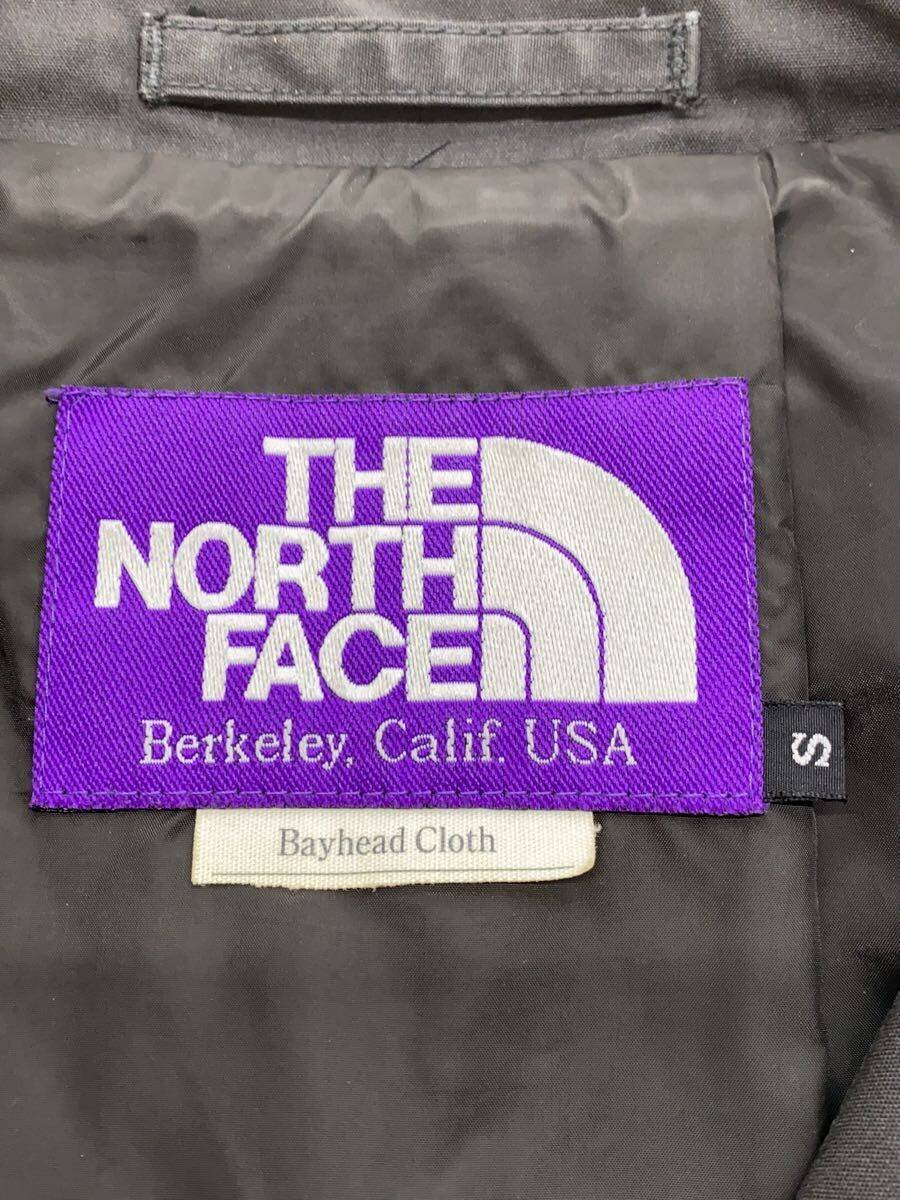 THE
NORTH
FACE
Berkeley, Calif. USA
S
Bayhead Cloth